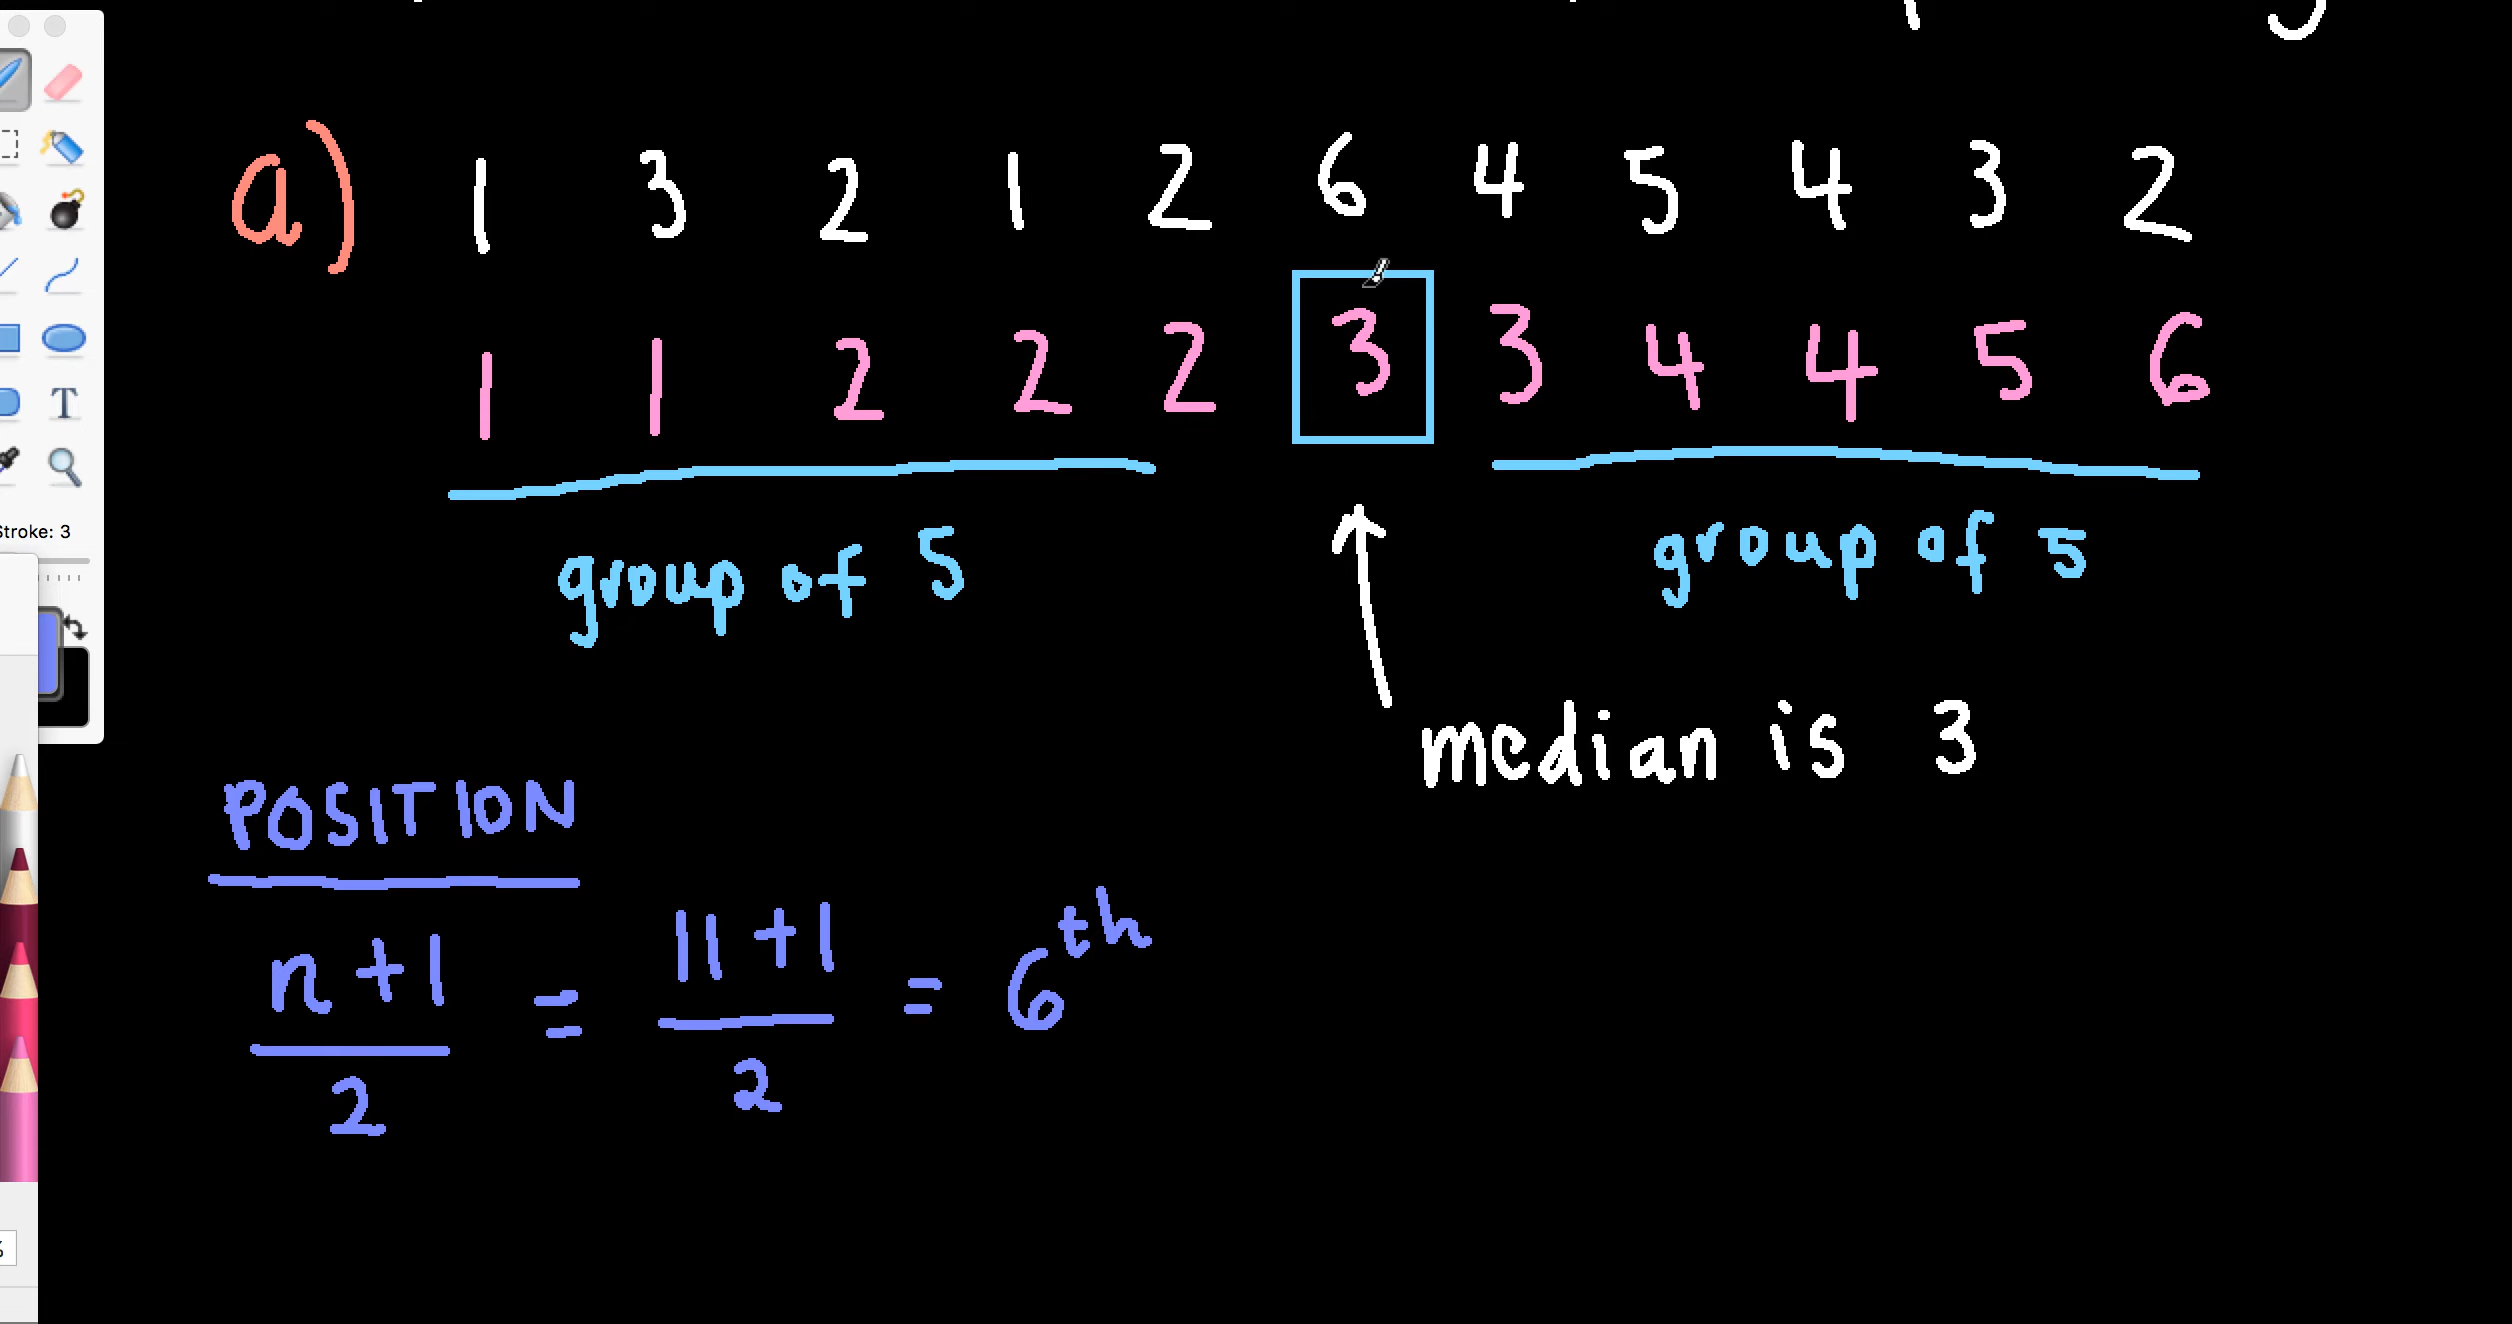 a) 1 3 2 1 2 6 4 5 4 3 2
1 1 2 2 2 3 3 4 4 5 6
group of 5 group of 5
median is 3
POSITION
n+1/2 = 11+1/2 = 6th
T
Stroke: 3